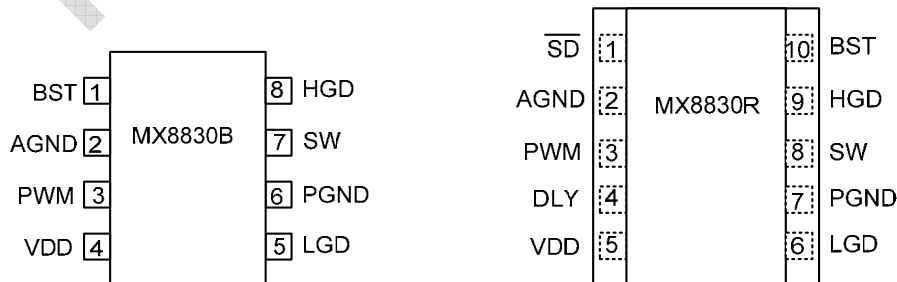 BST 1 8 HGD
AGND 2 MX8830B 7 SW
PWM 3 6 PGND
VDD 4 5 LGD
SD 1 10 BST
AGND 2 MX8830R 9 HGD
PWM 3 8 SW
DLY 4 7 PGND
VDD 5 6 LGD